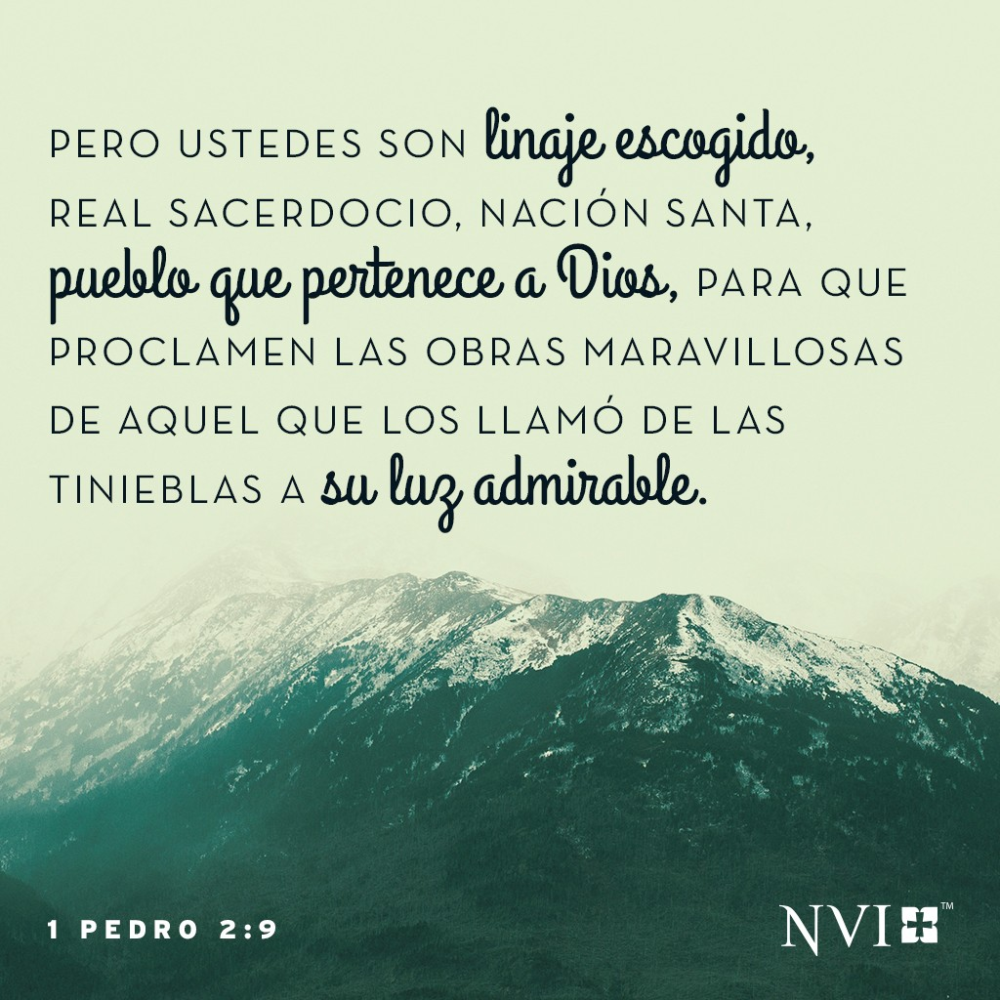 PERO USTEDES SON linaje escogido,
REAL SACERDOCIO, NACIÓN SANTA,
pueblo que pertenece a Dios, PARA QUE
PROCLAMEN LAS OBRAS MARAVILLOSAS
DE AQUEL QUE LOS LLAMÓ DE LAS
TINIEBLAS A su luz admirable.
1 PEDRO 2:9
NVI™